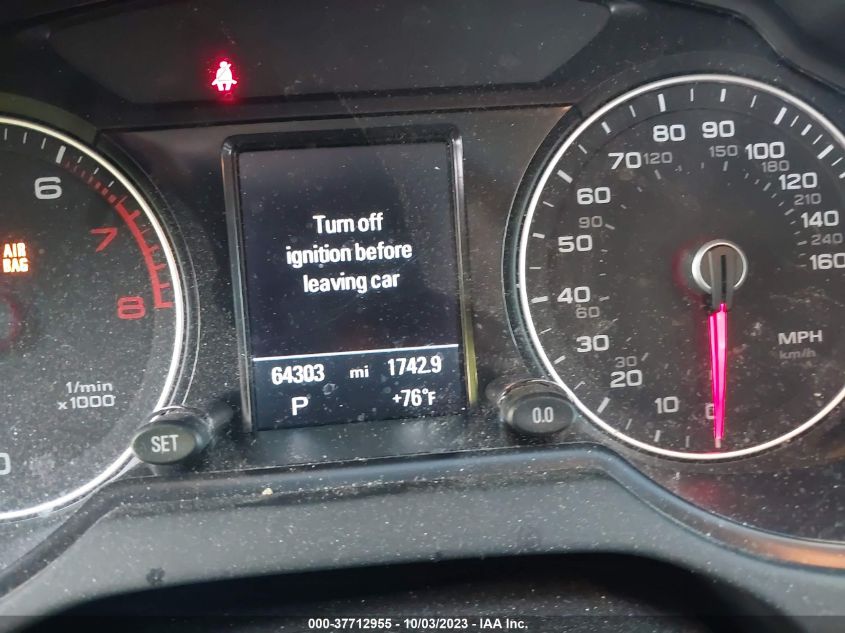 AIR
BAG
6
7
8
1/min
x1000
0
SET
Turn off
ignition before
leaving car
64303 mi 1742.9
P +76°F
0.0
0
10
20
30
40
50
60
70
80
90
100
120
140
160
30
60
90
120
150
180
210
240
MPH
km/h
000-37712955 - 10/03/2023 - IAA Inc.